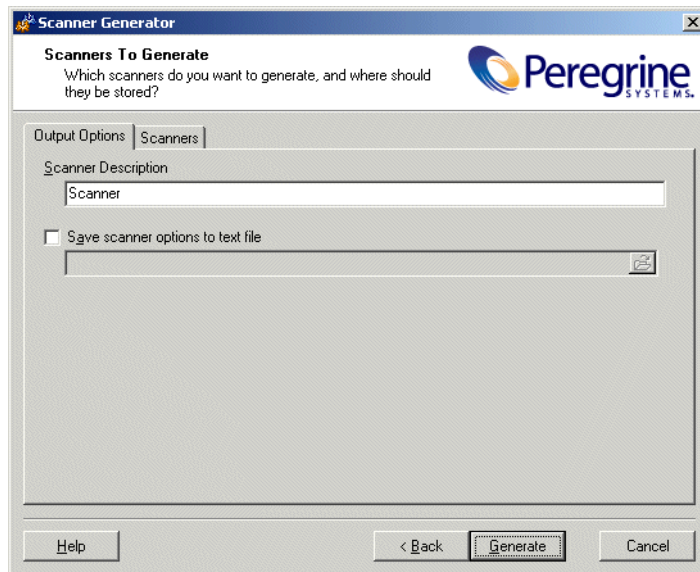 Scanner Generator
Scanners To Generate
Which scanners do you want to generate, and where should
they be stored?
Peregrine
SYSTEMS.
Output Options
Scanners
Scanner Description
Scanner
Save scanner options to text file
Help
< Back
Generate
Cancel